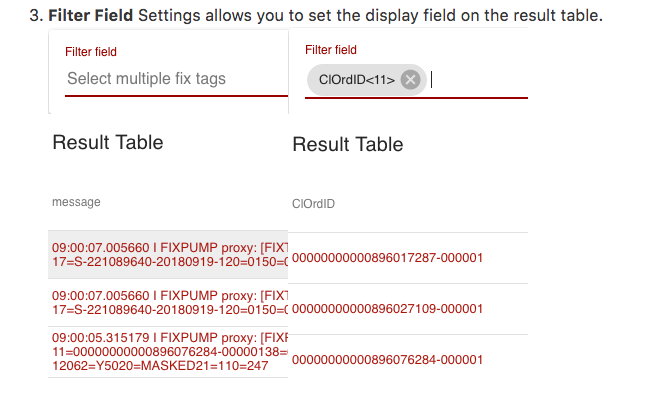 3. Filter Field Settings allows you to set the display field on the result table.
Filter field
Select multiple fix tags
Filter field
ClOrdID<11>
Result Table
message
09:00:07.005660 I FIXPUMP proxy: [FIX
17=S-221089640-20180919-120=0150=
09:00:07.005660 I FIXPUMP proxy: [FIX
17=S-221089640-20180919-120=0150=
09:00:05.315179 I FIXPUMP proxy: [FIX
11=00000000000896076284-00000138=
12062=Y5020=MASKED21=110=247
Result Table
ClOrdID
00000000000896017287-000001
00000000000896027109-000001
00000000000896076284-000001